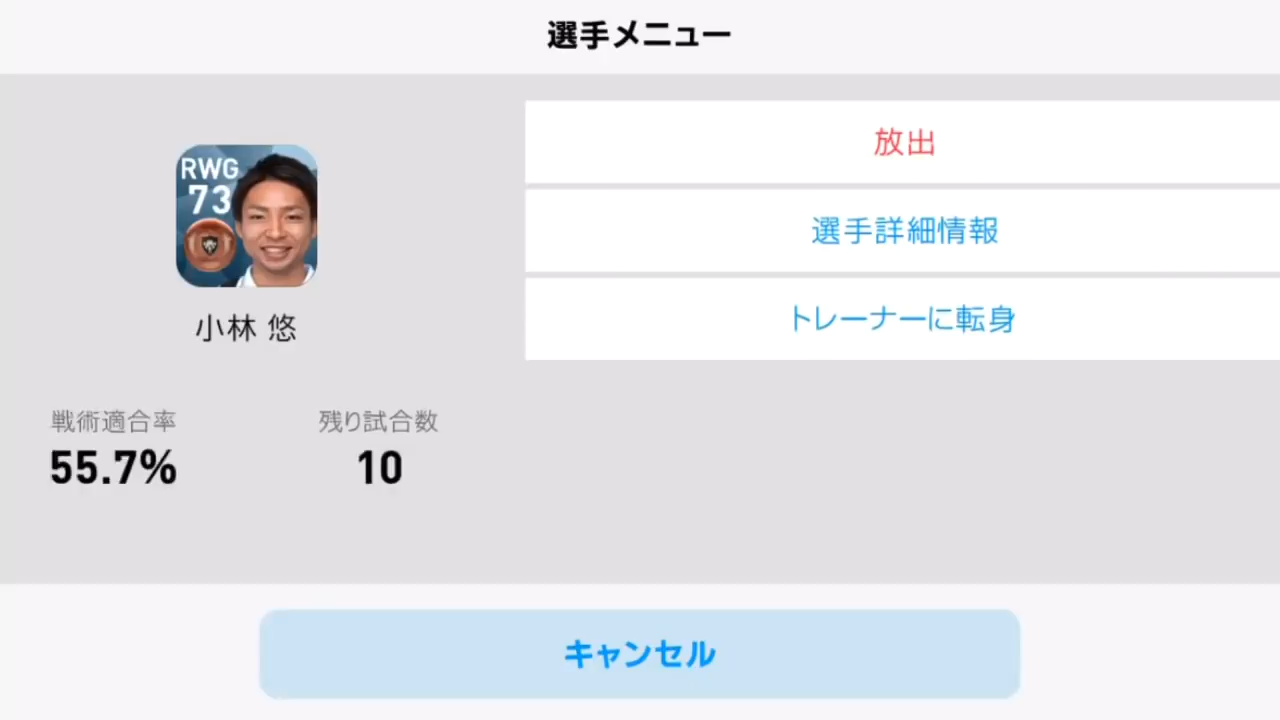 選手メニュー
RWG
73
小林 悠
戦術適合率
55.7%
残り試合数
10
放出
選手詳細情報
トレーナーに転身
キャンセル